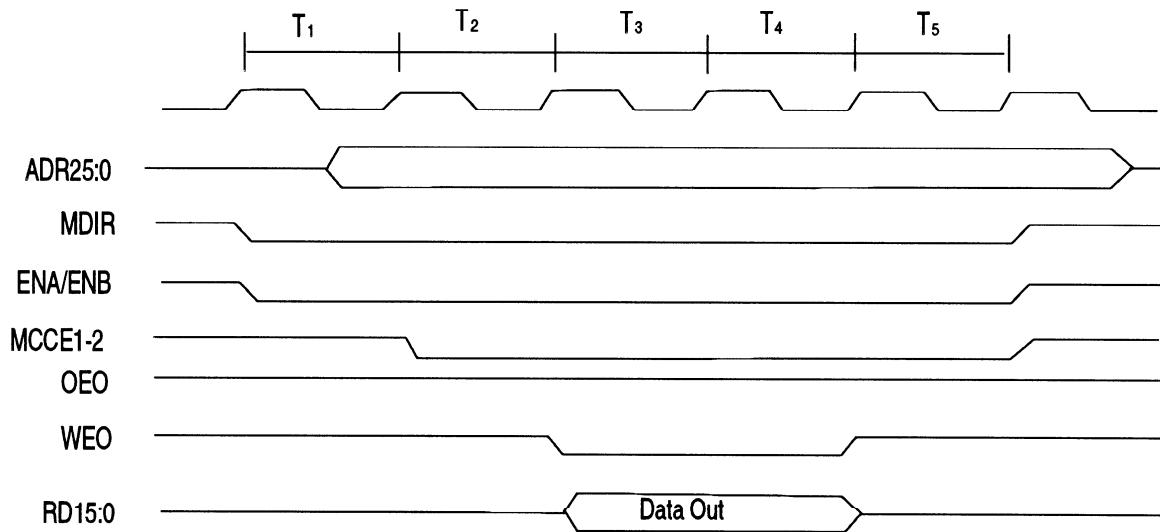 T1 T2 T3 T4 T5
ADR25:0
MDIR
ENA/ENB
MCCE1-2
OEO
WEO
RD15:0 Data Out